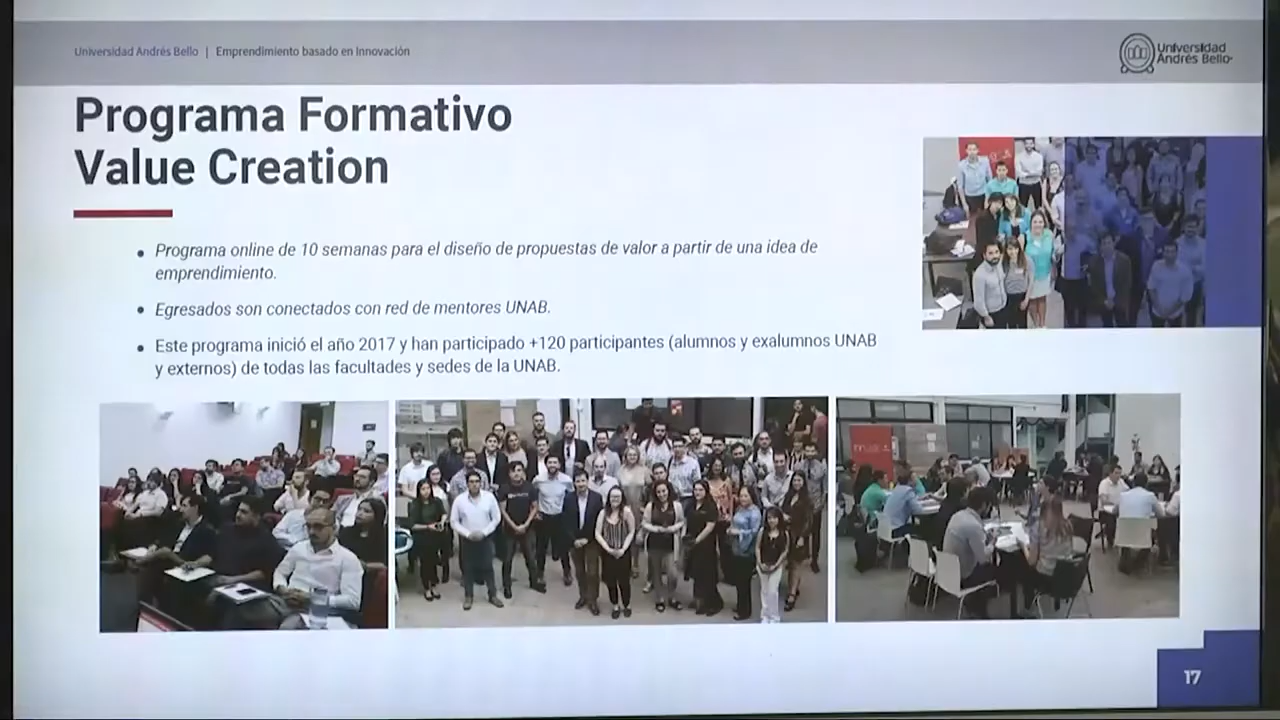 Universidad Andrés Bello | Emprendimiento basado en Innovación
Universidad
Andrés Bello
Programa Formativo
Value Creation
• Programa online de 10 semanas para el diseño de propuestas de valor a partir de una idea de
emprendimiento.
• Egresados son conectados con red de mentores UNAB.
• Este programa inició el año 2017 y han participado +120 participantes (alumnos y exalumnos UNAB
y externos) de todas las facultades y sedes de la UNAB.
17